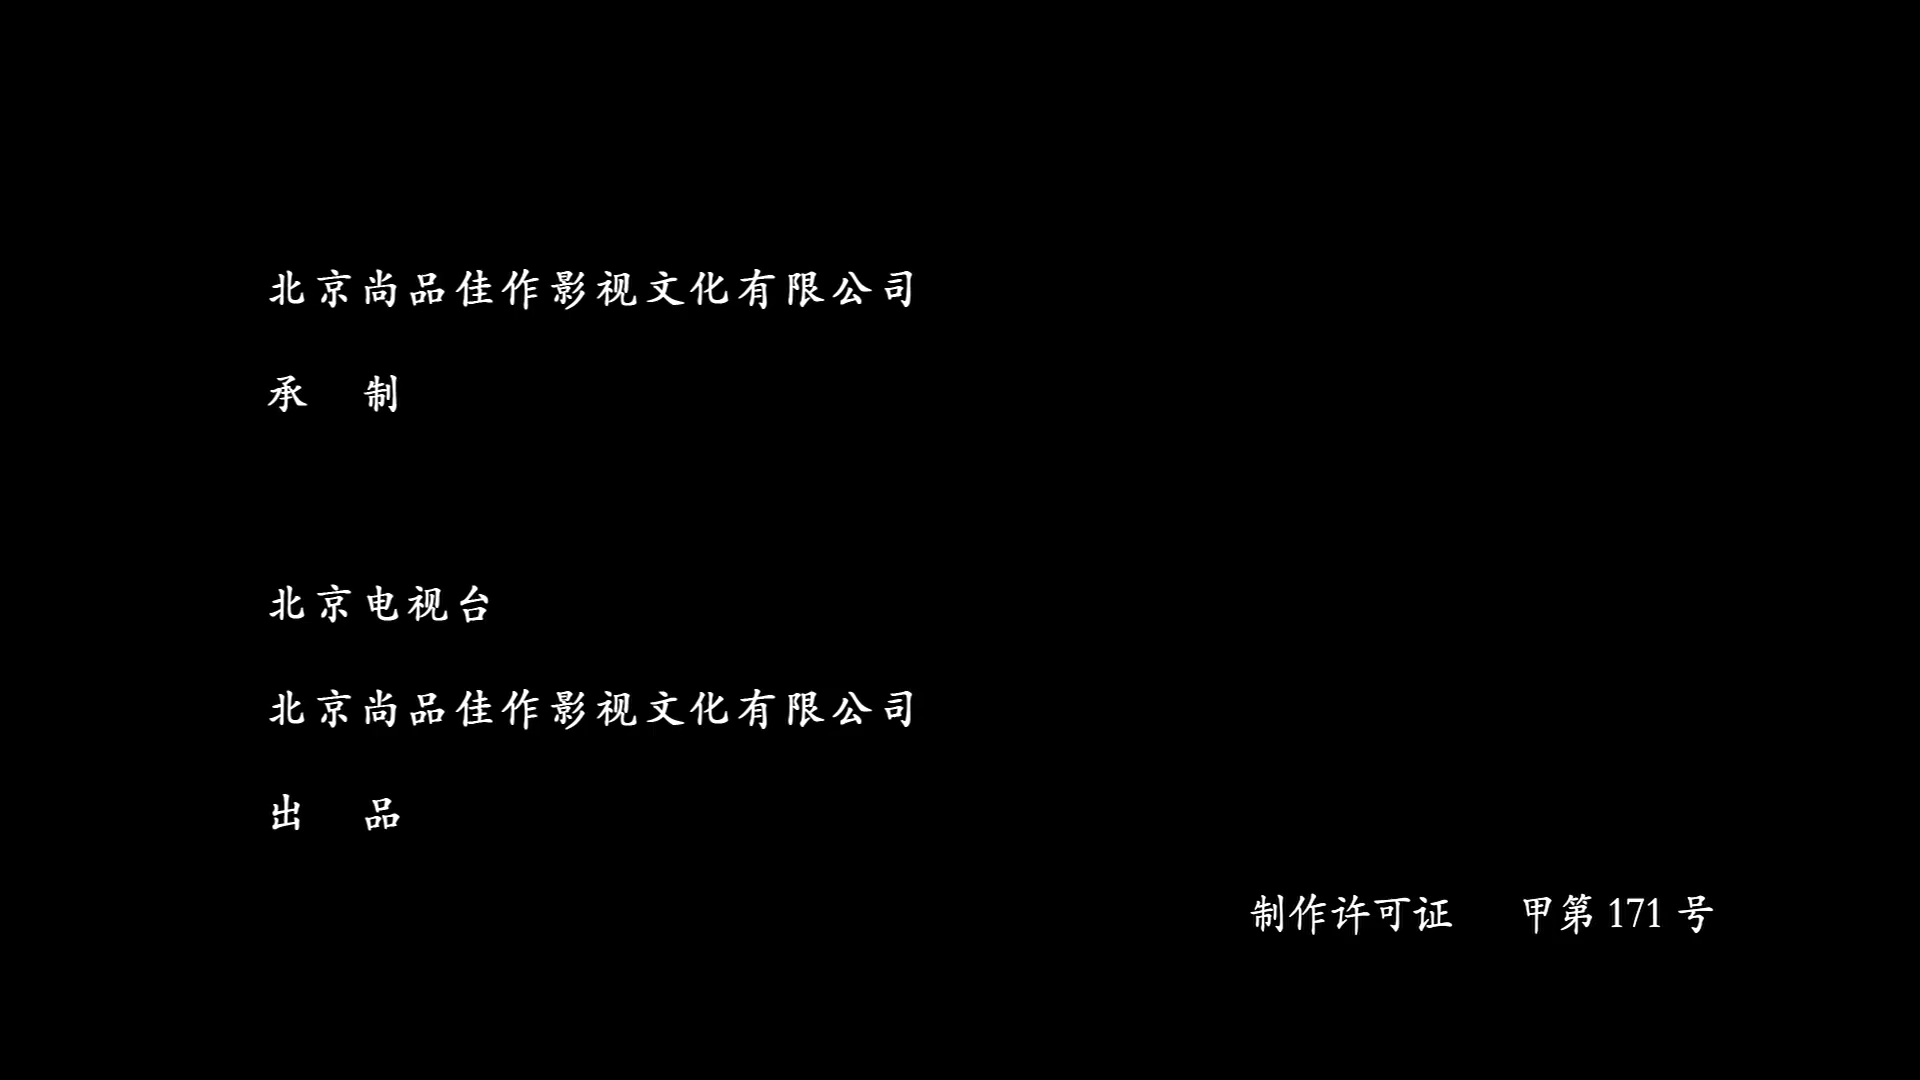 北京尚品佳作影视文化有限公司
承 制
北京电视台
北京尚品佳作影视文化有限公司
出 品
制作许可证 甲第171号